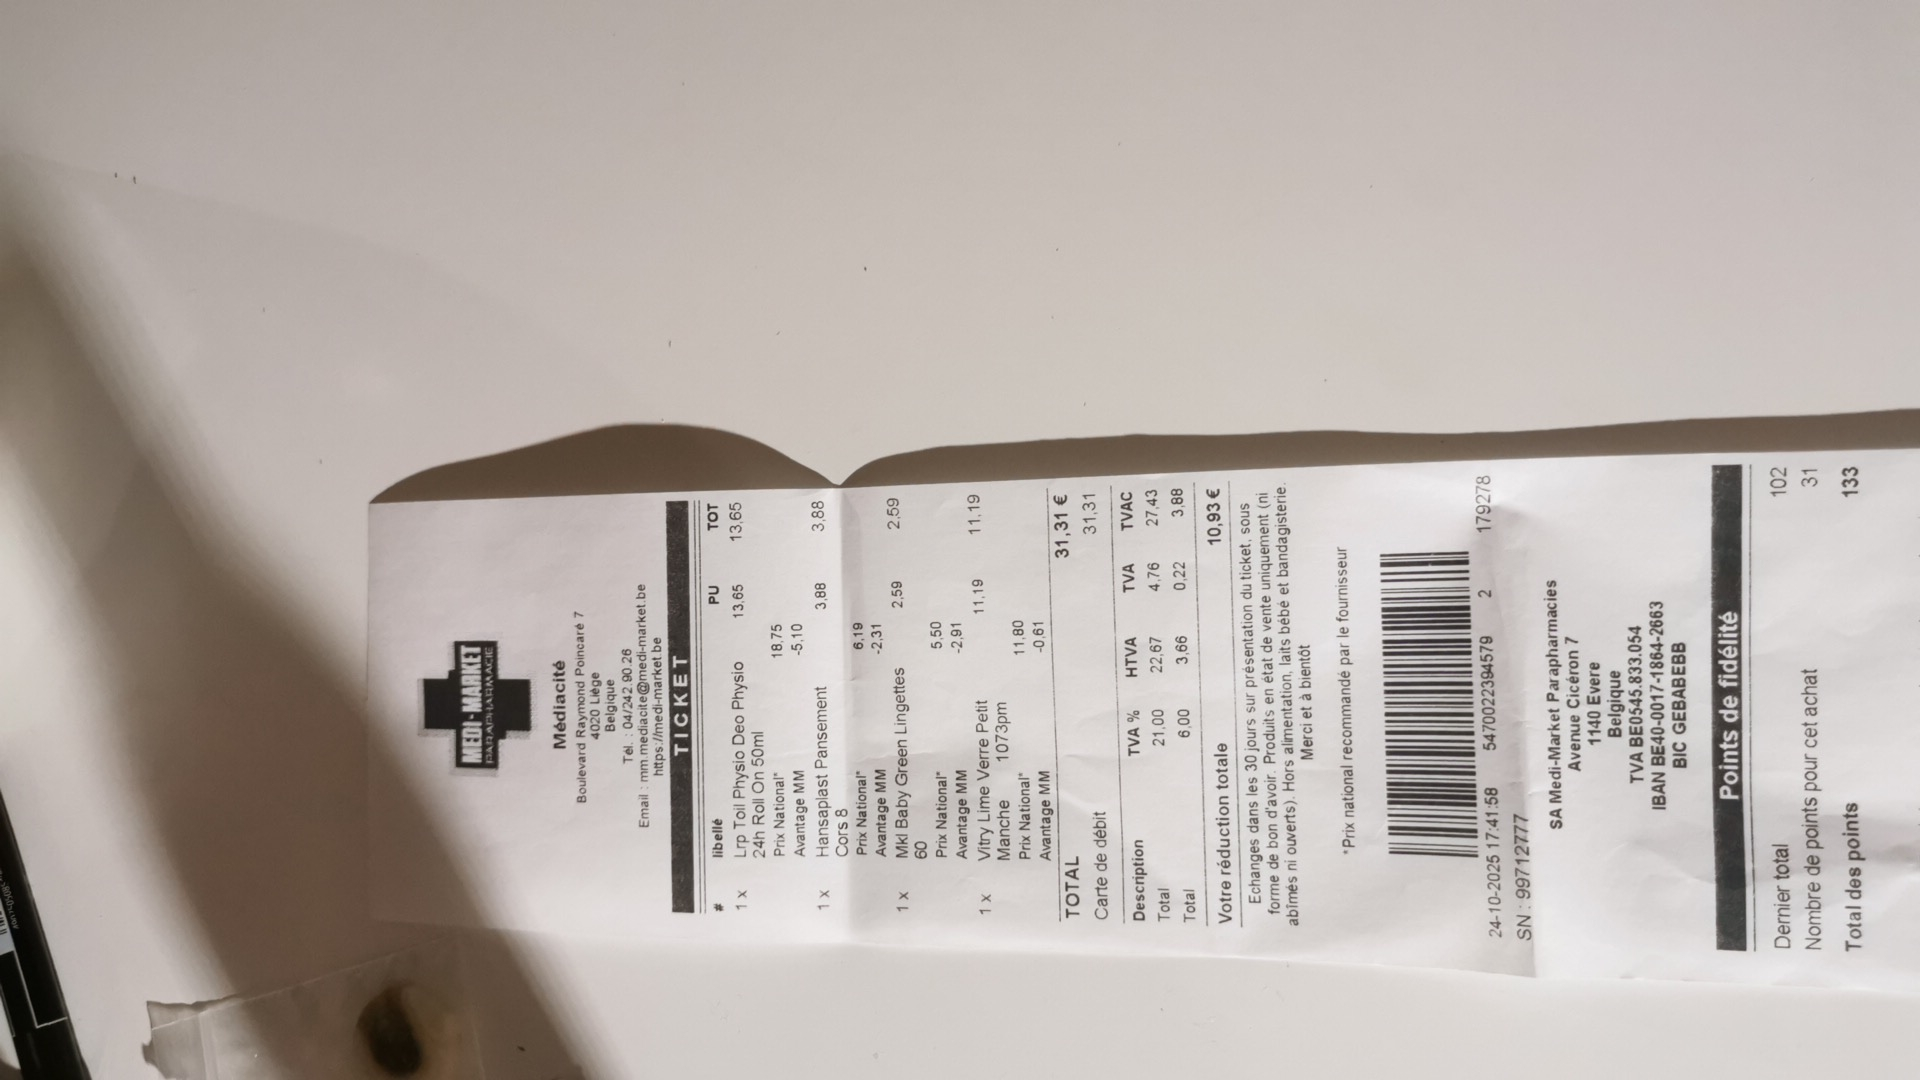 MEDI-MARKET
PARAPHARMACIE
Médiacité
Boulevard Raymond Poincaré 7
4020 Liège
Belgique
Tél. : 04/242.90.26
Email : mm.mediacite@medi-market.be
https://medi-market.be
TICKET
# libellé PU TOT
1 x Lrp Toil Physio Deo Physio 13,65 13,65
24h Roll On 50ml
Prix National* 18,75
Avantage MM -5,10
1 x Hansaplast Pansement 3,88 3,88
Cors 8
Prix National* 6,19
Avantage MM -2,31
1 x Mkl Baby Green Lingettes 2,59 2,59
60
Prix National* 5,50
Avantage MM -2,91
1 x Vitry Lime Verre Petit 11,19 11,19
Manche 1073pm
Prix National* 11,80
Avantage MM -0,61
TOTAL 31,31 €
Carte de débit 31,31
Description TVA % HTVA TVA TVAC
Total 21,00 22,67 4,76 27,43
Total 6,00 3,66 0,22 3,88
Votre réduction totale 10,93 €
Echanges dans les 30 jours sur présentation du ticket, sous
forme de bon d'avoir. Produits en état de vente uniquement (ni
abîmés ni ouverts). Hors alimentation, laits bébé et bandagisterie.
Merci et à bientôt
*Prix national recommandé par le fournisseur
24-10-2025 17:41:58 5470022394579 2 179278
SN : 99712777
SA Medi-Market Parapharmacies
Avenue Cicéron 7
1140 Evere
Belgique
TVA BE0545.833.054
IBAN BE40-0017-1864-2663
BIC GEBABEBB
Points de fidélité
Dernier total 102
Nombre de points pour cet achat 31
Total des points 133